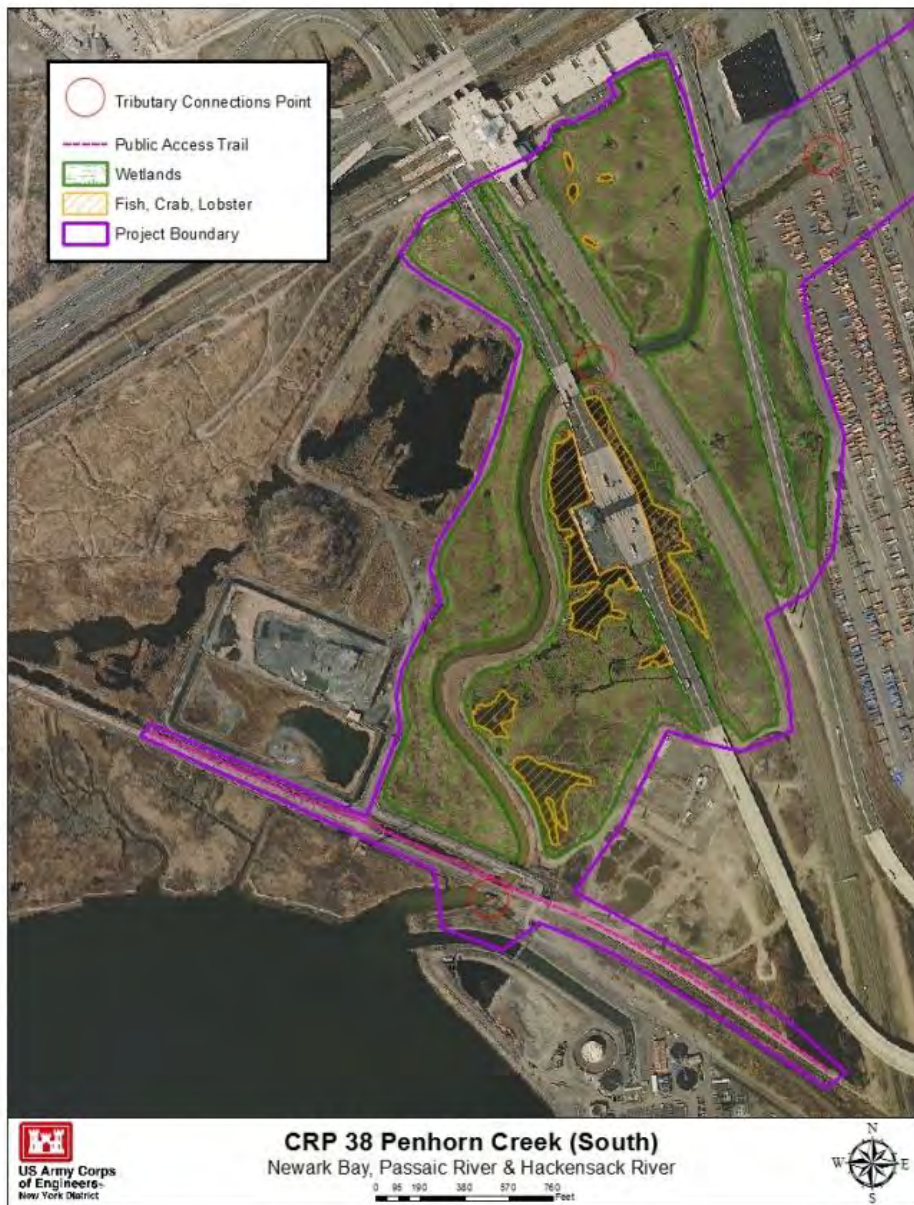 Tributary Connections Point
Public Access Trail
Wetlands
Fish, Crab, Lobster
Project Boundary
US Army Corps
of Engineers®
New York District
CRP 38 Penhorn Creek (South)
Newark Bay, Passaic River & Hackensack River
0 95 190 380 570 760
Feet
N
W E
S